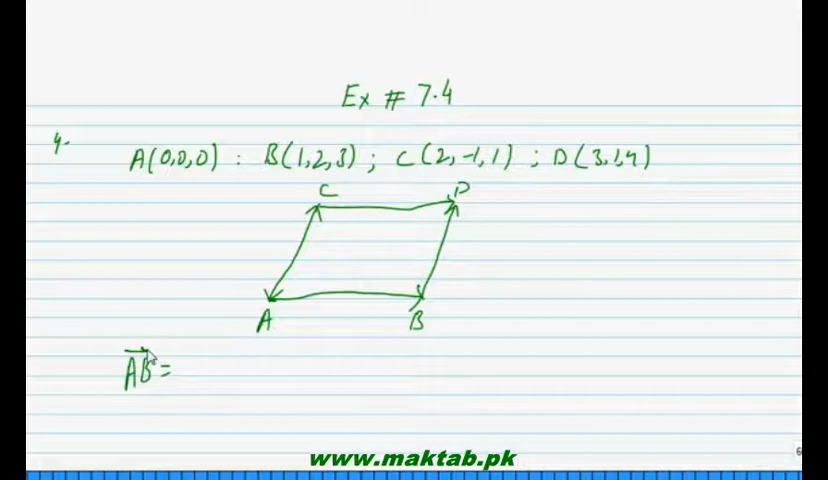 Ex # 7.4
4- A(0,0,0) : B(1,2,3) ; C(2,-1,1) ; D(3,1,4)
C D
A B
AB=
www.maktab.pk
6